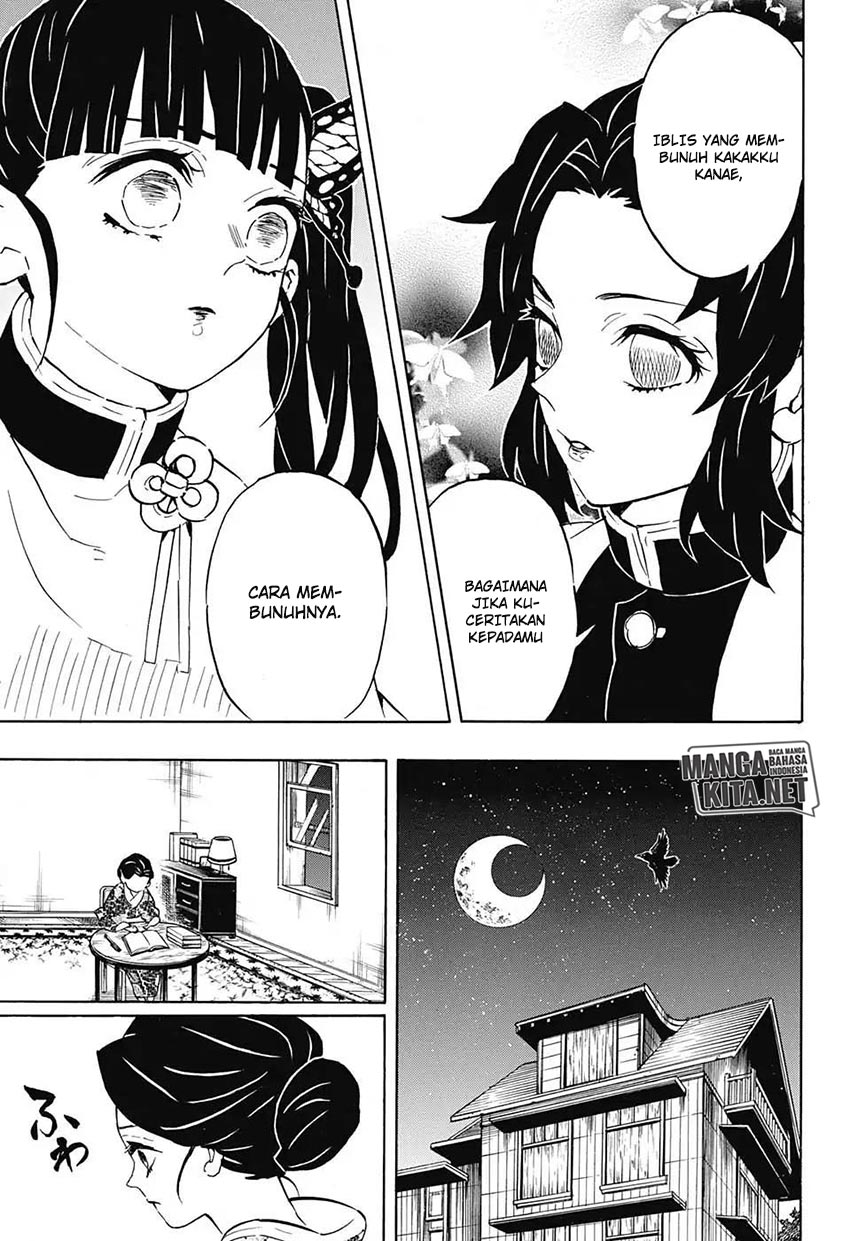 IBLIS YANG MEM-
BUNUH KAKAKKU
KANAE,
BAGAIMANA
JIKA KU-
CERITAKAN
KEPADAMU
CARA MEM-
BUNUHNYA.
MANGA
KITA.NET
BACA MANGA
BAHASA
INDONESIA
ふわ